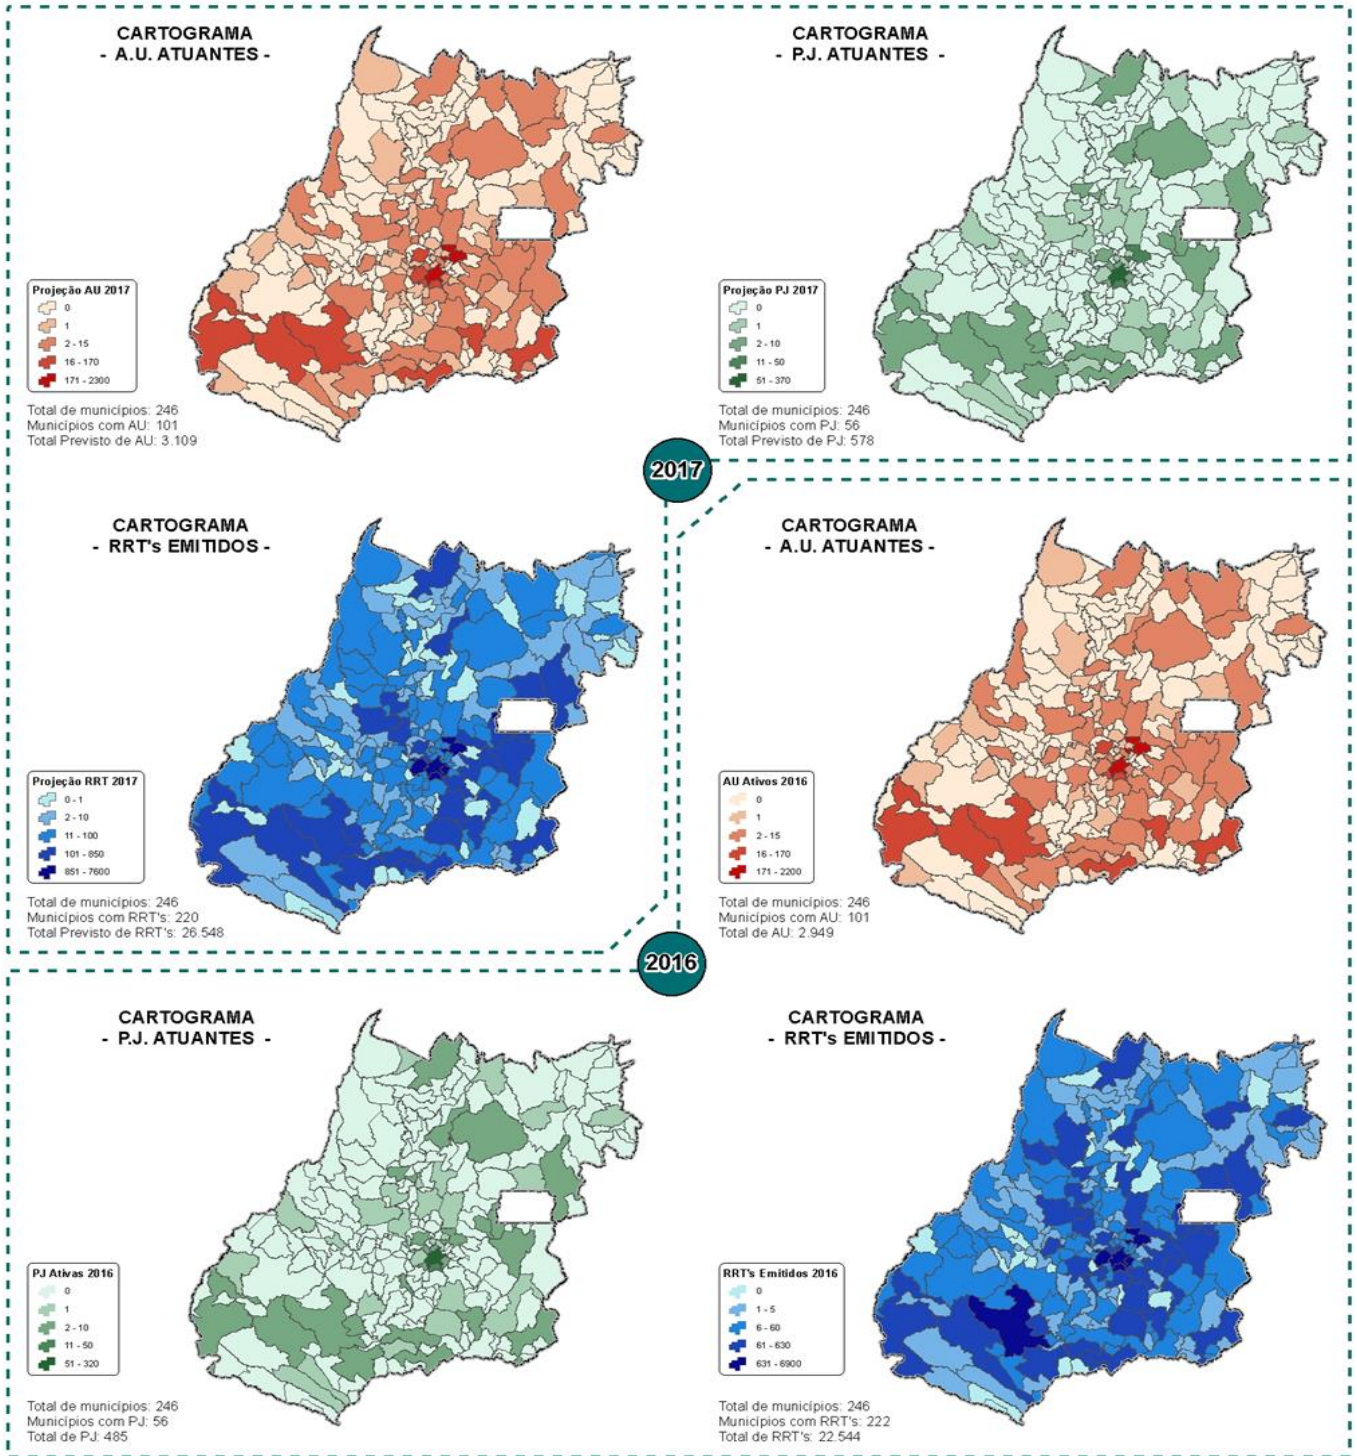 CARTOGRAMA
- A.U. ATUANTES -
Projeção AU 2017
0
1
2 - 15
16 - 170
171 - 2300
Total de municípios: 246
Municípios com AU: 101
Total Previsto de AU: 3.109
CARTOGRAMA
- P.J. ATUANTES -
Projeção PJ 2017
0
1
2 - 10
11 - 50
51 - 370
Total de municípios: 246
Municípios com PJ: 56
Total Previsto de PJ: 578
2017
CARTOGRAMA
- RRT's EMITIDOS -
Projeção RRT 2017
0 - 1
2 - 10
11 - 100
101 - 850
851 - 7600
Total de municípios: 246
Municípios com RRT's: 220
Total Previsto de RRT's: 26.548
CARTOGRAMA
- A.U. ATUANTES -
AU Ativos 2016
0
1
2 - 15
16 - 170
171 - 2200
Total de municípios: 246
Municípios com AU: 101
Total de AU: 2.949
2016
CARTOGRAMA
- P.J. ATUANTES -
PJ Ativas 2016
0
1
2 - 10
11 - 50
51 - 320
Total de municípios: 246
Municípios com PJ: 56
Total de PJ: 485
CARTOGRAMA
- RRT's EMITIDOS -
RRT's Emitidos 2016
0
1 - 5
6 - 60
61 - 630
631 - 6900
Total de municípios: 246
Municípios com RRT's: 222
Total de RRT's: 22.544